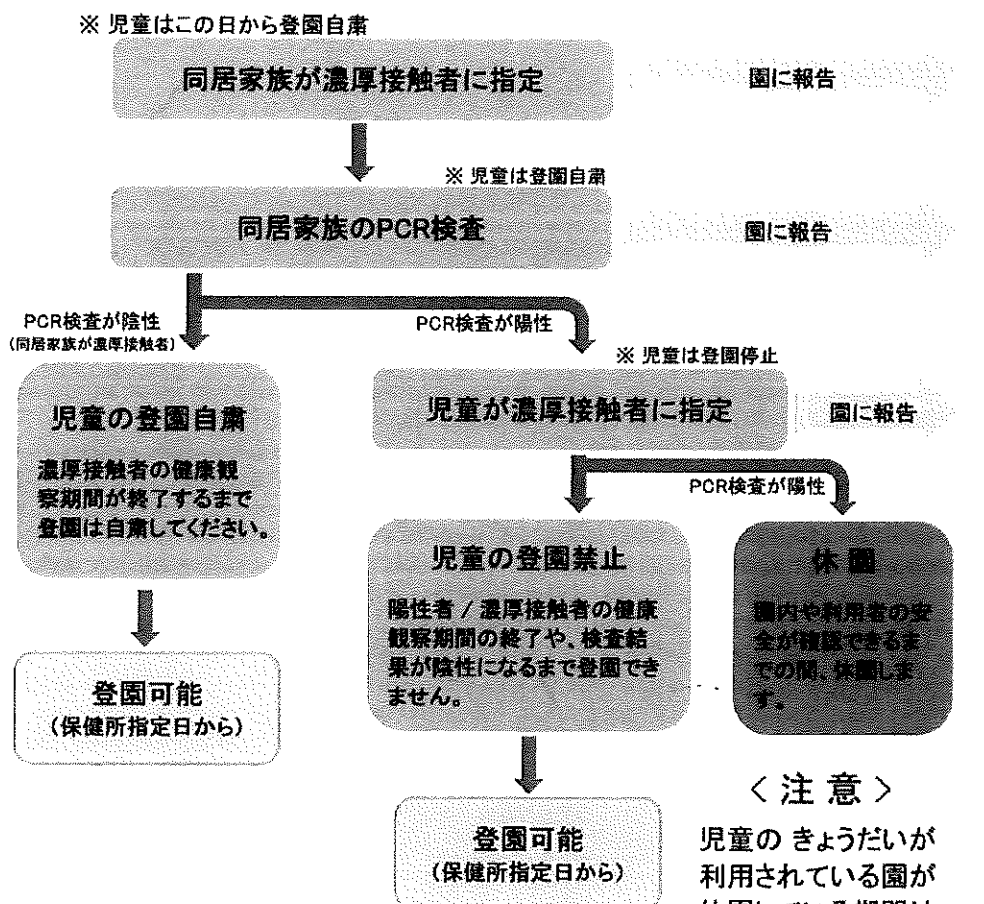 ※ 児童はこの日から登園自粛
同居家族が濃厚接触者に指定
園に報告
※ 児童は登園自粛
同居家族のPCR検査
園に報告
PCR検査が陰性
(同居家族が濃厚接触者)
PCR検査が陽性
※ 児童は登園停止
児童の登園自粛
濃厚接触者の健康観
察期間が終了するまで
登園は自粛してください。
児童が濃厚接触者に指定
園に報告
PCR検査が陽性
児童の登園禁止
陽性者 / 濃厚接触者の健康
観察期間の終了や、検査結
果が陰性になるまで登園でき
ません。
休 園
園内や利用者の安
全が確認できるま
での間、休園しま
す。
登園可能
(保健所指定日から)
登園可能
(保健所指定日から)
< 注 意 >
児童の きょうだいが
利用されている園が